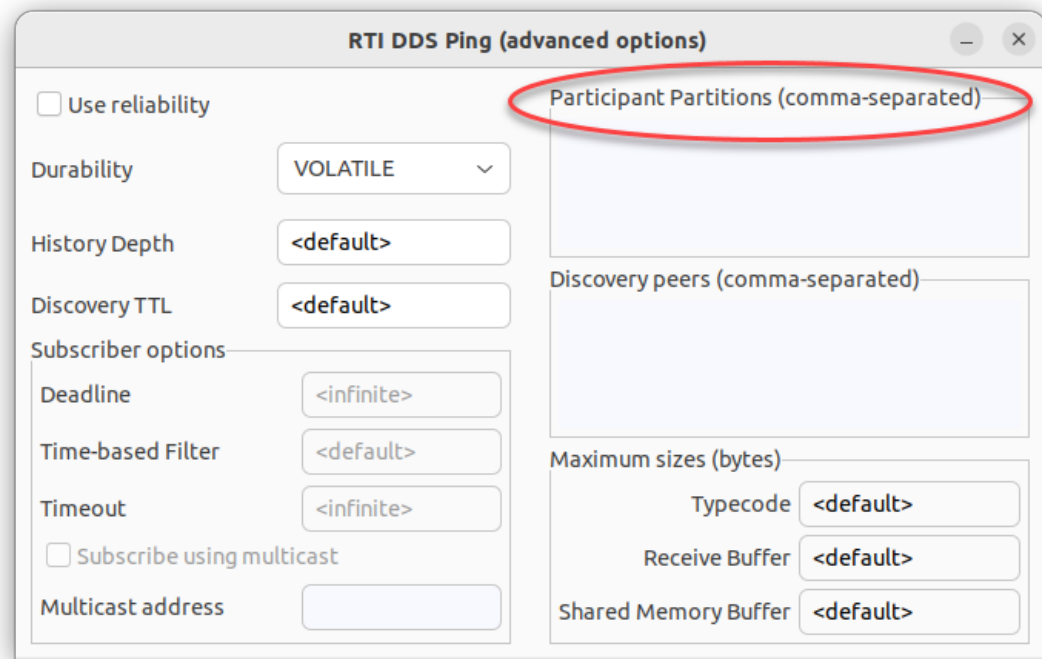 RTI DDS Ping (advanced options)
Use reliability
Durability
VOLATILE
History Depth
<default>
Discovery TTL
<default>
Subscriber options
Deadline
<infinite>
Time-based Filter
<default>
Timeout
<infinite>
Subscribe using multicast
Multicast address
Participant Partitions (comma-separated)
Discovery peers (comma-separated)
Maximum sizes (bytes)
Typecode
<default>
Receive Buffer
<default>
Shared Memory Buffer
<default>